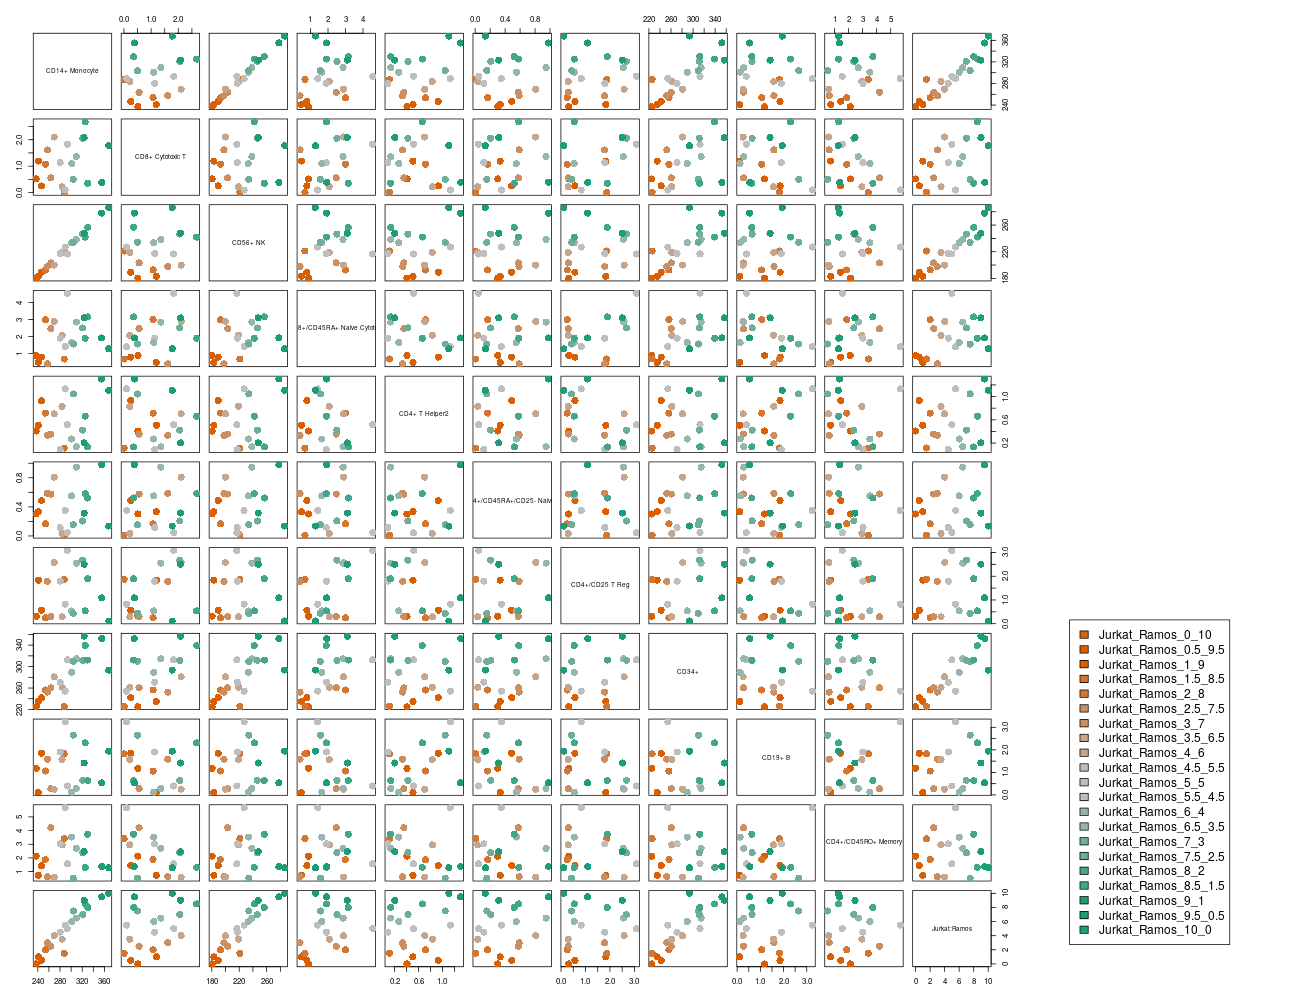 0.0 1.0 2.0
1 2 3 4
0.0 0.4 0.8
220 260 300 340
1 2 3 4 5
CD14+ Monocyte
240 280 320 360
0.0 1.0 2.0
CD8+ Cytotoxic T
CD56+ NK
180 220 260
1 2 3 4
8+/CD45RA+ Naive Cytot
CD4+ T Helper2
0.2 0.6 1.0
0.0 0.4 0.8
4+/CD45RA+/CD25- Naiv
CD4+/CD25 T Reg
0.0 1.0 2.0 3.0
220 260 300 340
CD34+
CD19+ B
0.0 1.0 2.0 3.0
1 2 3 4 5
CD4+/CD45RO+ Memory
Jurkat:Ramos
0 2 4 6 8 10
240 280 320 360
180 220 260
0.2 0.6 1.0
0.0 1.0 2.0 3.0
0.0 1.0 2.0 3.0
0 2 4 6 8 10
Jurkat_Ramos_0_10
Jurkat_Ramos_0.5_9.5
Jurkat_Ramos_1_9
Jurkat_Ramos_1.5_8.5
Jurkat_Ramos_2_8
Jurkat_Ramos_2.5_7.5
Jurkat_Ramos_3_7
Jurkat_Ramos_3.5_6.5
Jurkat_Ramos_4_6
Jurkat_Ramos_4.5_5.5
Jurkat_Ramos_5_5
Jurkat_Ramos_5.5_4.5
Jurkat_Ramos_6_4
Jurkat_Ramos_6.5_3.5
Jurkat_Ramos_7_3
Jurkat_Ramos_7.5_2.5
Jurkat_Ramos_8_2
Jurkat_Ramos_8.5_1.5
Jurkat_Ramos_9_1
Jurkat_Ramos_9.5_0.5
Jurkat_Ramos_10_0